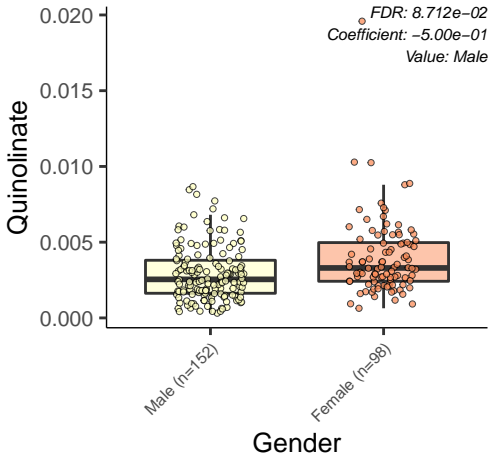 FDR: 8.712e−02
Coefficient: −5.00e−01
Value: Male
0.020
0.015
0.010
0.005
0.000
Quinolinate
Male (n=152)
Female (n=98)
Gender